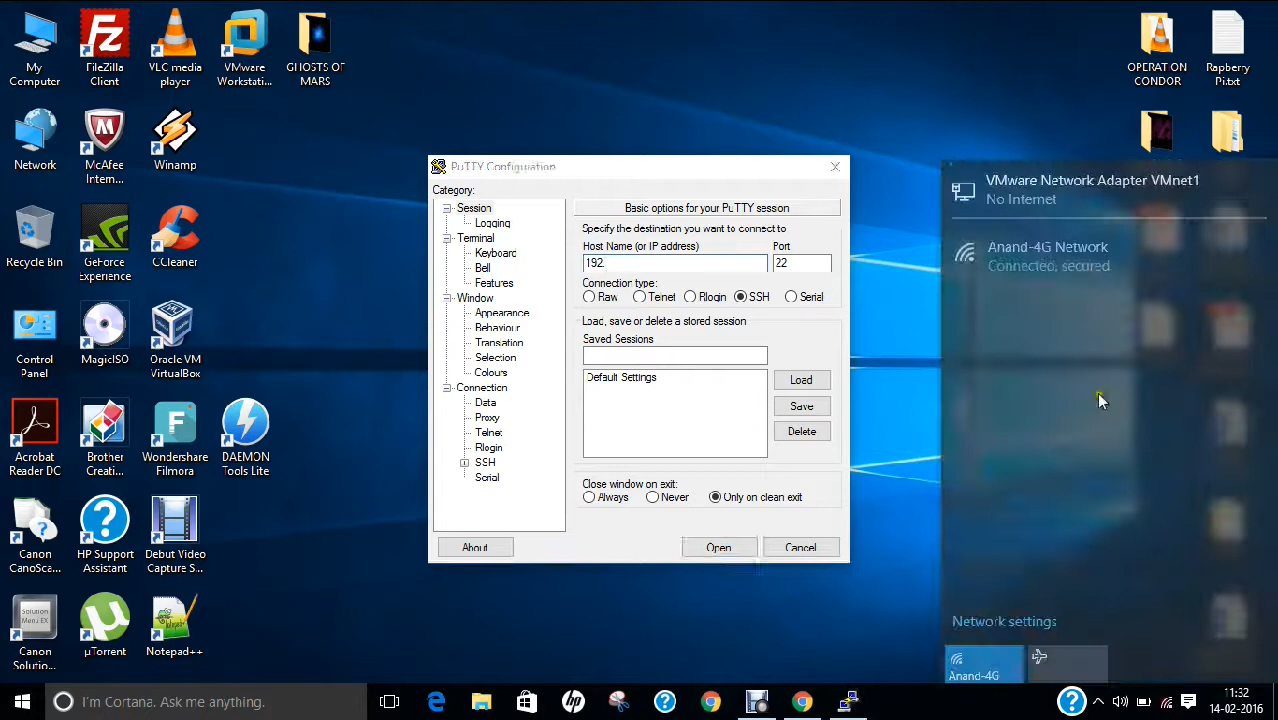 My
Computer
FileZilla
Client
VLC media
player
VMware
Workstati...
GHOSTS OF
MARS
OPERATION
CONDOR
Rapberry
Pi.txt
Network
McAfee
Intern...
Winamp
Recycle Bin
GeForce
Experience
CCleaner
Control
Panel
MagicISO
Oracle VM
VirtualBox
Acrobat
Reader DC
Brother
Creati...
Wondershare
Filmora
DAEMON
Tools Lite
Canon
CanoSca...
HP Support
Assistant
Debut Video
Capture S...
Solution
Menu EX
Canon
Solutio...
µTorrent
Notepad++
PuTTY Configuration
Category:
Session
Logging
Terminal
Keyboard
Bell
Features
Window
Appearance
Behaviour
Translation
Selection
Colours
Connection
Data
Proxy
Telnet
Rlogin
SSH
Serial
Basic options for your PuTTY session
Specify the destination you want to connect to
Host Name (or IP address)
Port
192.
22
Connection type:
Raw
Telnet
Rlogin
SSH
Serial
Load, save or delete a stored session
Saved Sessions
Default Settings
Load
Save
Delete
Close window on exit:
Always
Never
Only on clean exit
About
Open
Cancel
VMware Network Adapter VMnet1
No Internet
Anand-4G Network
Connected, secured
Network settings
Anand-4G
I'm Cortana. Ask me anything.
11:32
14-02-2016